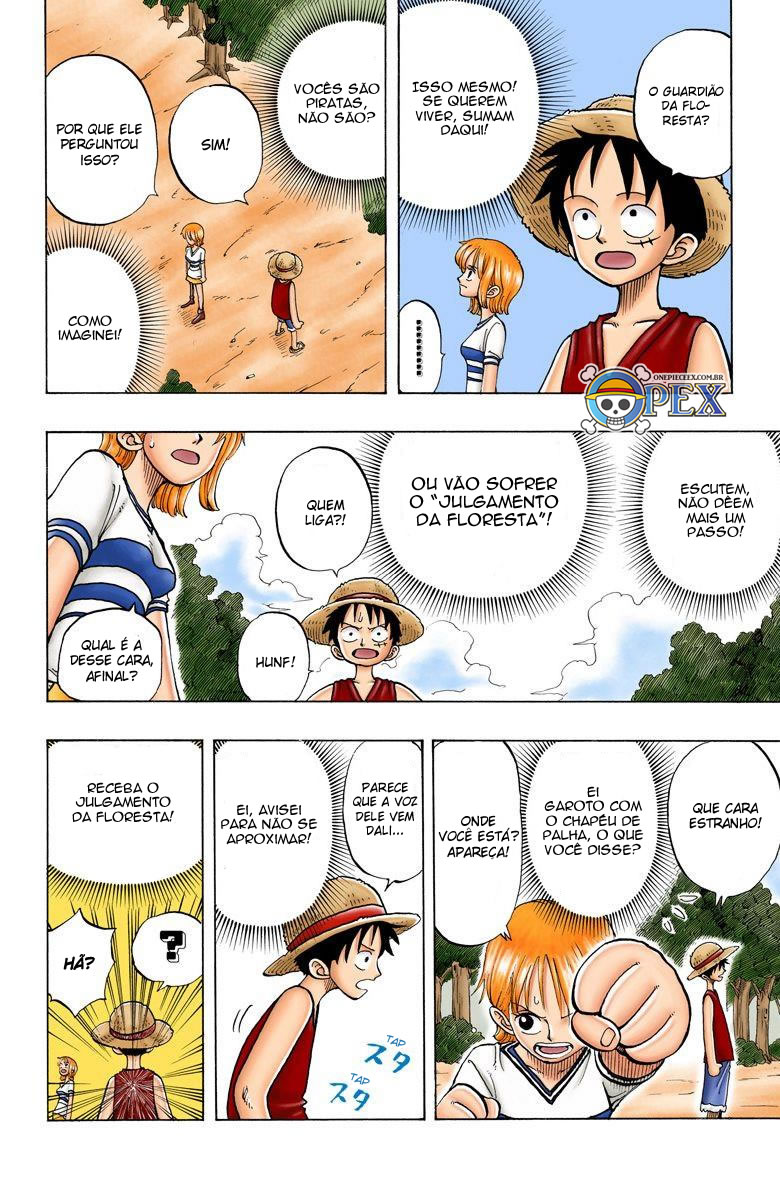 O GUARDIÃO
DA FLO-
RESTA?
ISSO MESMO!
SE QUEREM
VIVER, SUMAM
DAQUI!
VOCÊS SÃO
PIRATAS,
NÃO SÃO?
SIM!
POR QUE ELE
PERGUNTOU
ISSO?
COMO
IMAGINEI!
ONEPIECEEX.COM.BR
OPEX
ESCUTEM,
NÃO DÊEM
MAIS UM
PASSO!
OU VÃO SOFRER
O “JULGAMENTO
DA FLORESTA”!
QUEM
LIGA?!
HUNF!
QUAL É A
DESSE CARA,
AFINAL?
QUE CARA
ESTRANHO!
EI
GAROTO COM
O CHAPÉU DE
PALHA, O QUE
VOCÊ DISSE?
ONDE
VOCÊ ESTÁ?
APAREÇA!
PARECE
QUE A VOZ
DELE VEM
DALI...
EI, AVISEI
PARA NÃO SE
APROXIMAR!
TAP
スタ
TAP
スタ
RECEBA O
JULGAMENTO
DA FLORESTA!
?
HÃ?